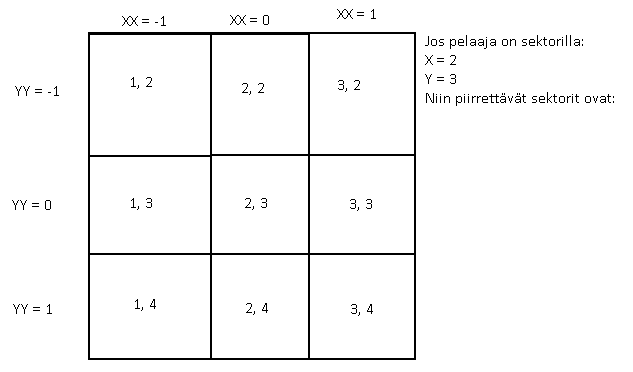 XX = -1 XX = 0 XX = 1
Jos pelaaja on sektorilla:
X = 2
Y = 3
Niin piirrettävät sektorit ovat:
YY = -1 1, 2 2, 2 3, 2
YY = 0 1, 3 2, 3 3, 3
YY = 1 1, 4 2, 4 3, 4